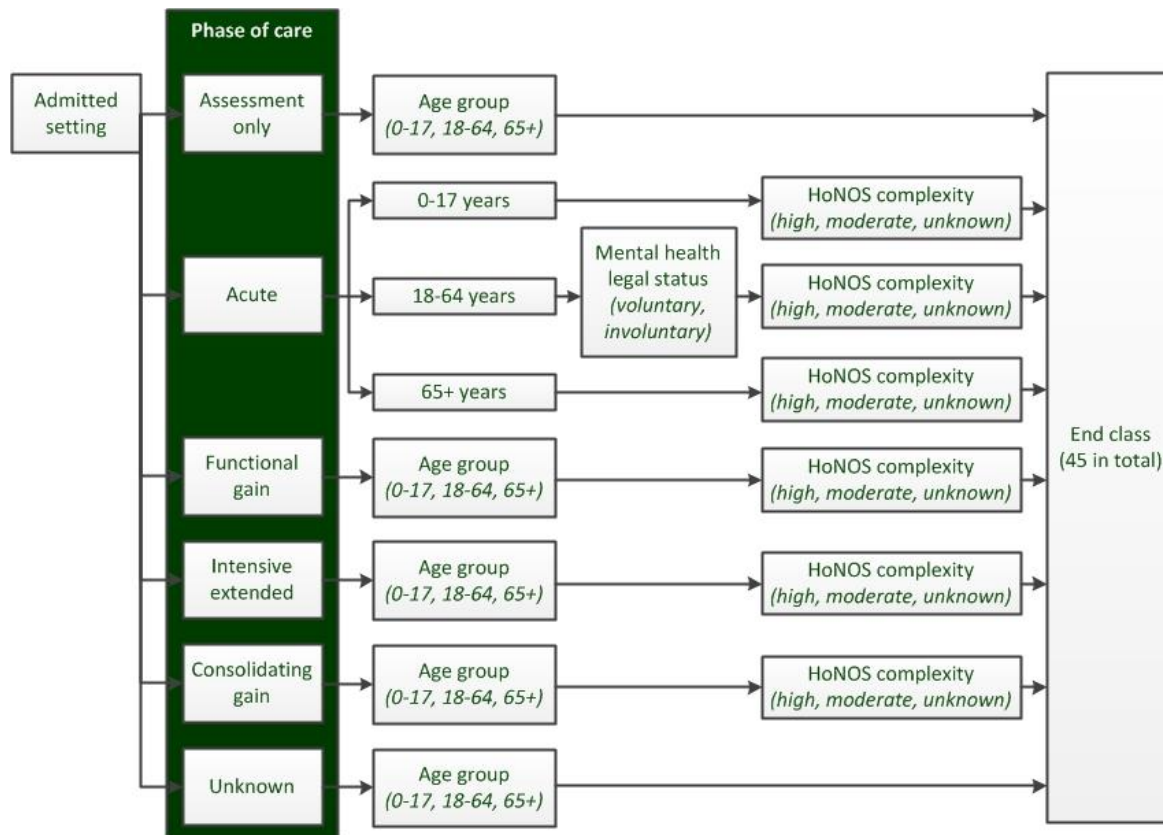 Phase of care
Admitted
setting
Assessment
only
Age group
(0-17, 18-64, 65+)
0-17 years
HoNOS complexity
(high, moderate, unknown)
Acute
18-64 years
Mental health
legal status
(voluntary,
involuntary)
HoNOS complexity
(high, moderate, unknown)
65+ years
HoNOS complexity
(high, moderate, unknown)
Functional
gain
Age group
(0-17, 18-64, 65+)
HoNOS complexity
(high, moderate, unknown)
Intensive
extended
Age group
(0-17, 18-64, 65+)
HoNOS complexity
(high, moderate, unknown)
Consolidating
gain
Age group
(0-17, 18-64, 65+)
HoNOS complexity
(high, moderate, unknown)
Unknown
Age group
(0-17, 18-64, 65+)
End class
(45 in total)